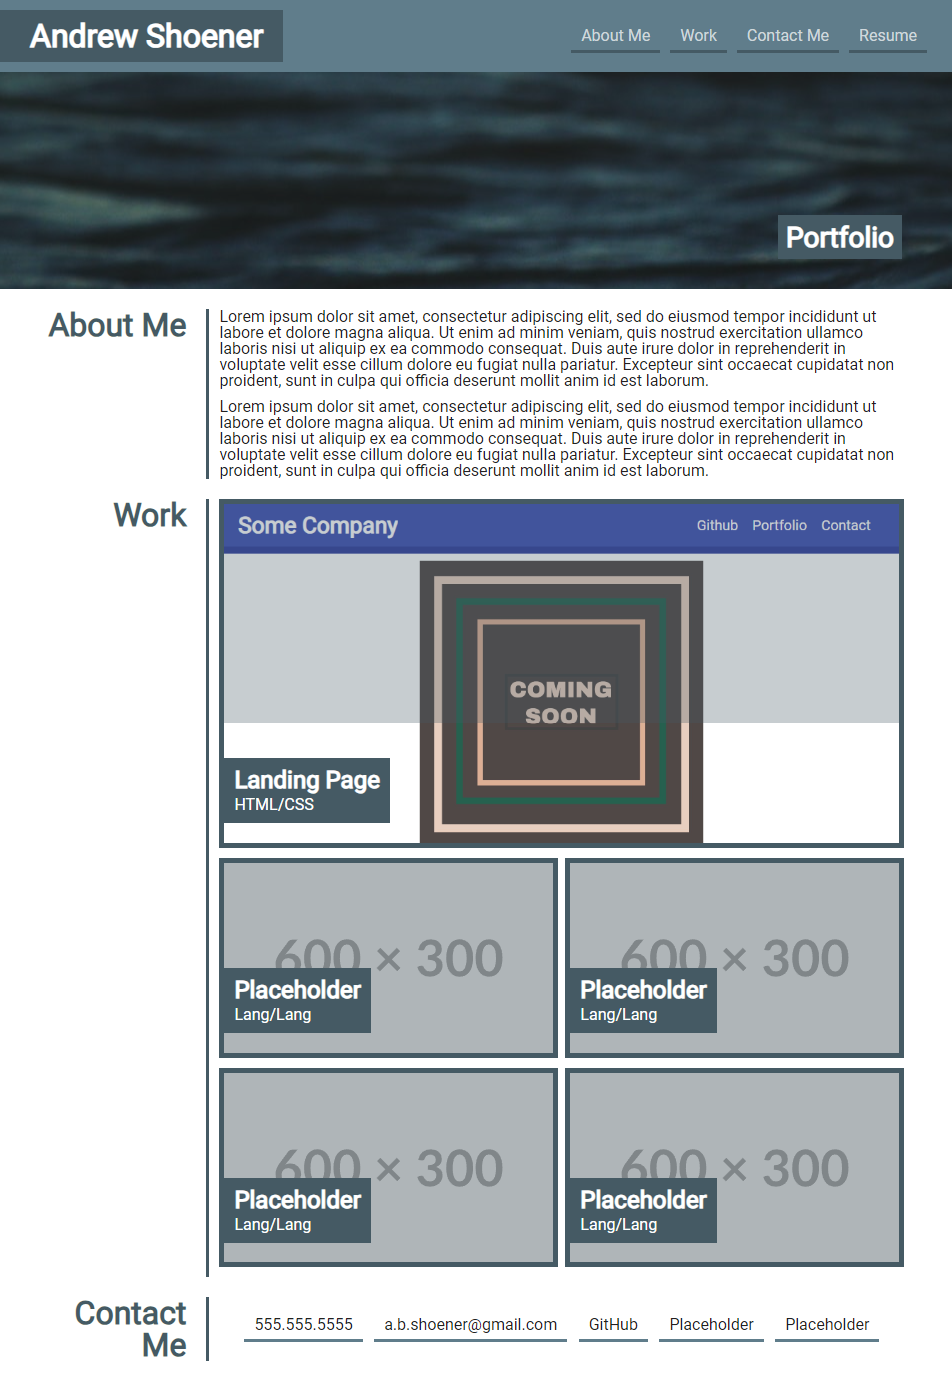 Andrew Shoener
About Me Work Contact Me Resume
Portfolio
About Me
Lorem ipsum dolor sit amet, consectetur adipiscing elit, sed do eiusmod tempor incididunt ut
labore et dolore magna aliqua. Ut enim ad minim veniam, quis nostrud exercitation ullamco
laboris nisi ut aliquip ex ea commodo consequat. Duis aute irure dolor in reprehenderit in
voluptate velit esse cillum dolore eu fugiat nulla pariatur. Excepteur sint occaecat cupidatat non
proident, sunt in culpa qui officia deserunt mollit anim id est laborum.
Lorem ipsum dolor sit amet, consectetur adipiscing elit, sed do eiusmod tempor incididunt ut
labore et dolore magna aliqua. Ut enim ad minim veniam, quis nostrud exercitation ullamco
laboris nisi ut aliquip ex ea commodo consequat. Duis aute irure dolor in reprehenderit in
voluptate velit esse cillum dolore eu fugiat nulla pariatur. Excepteur sint occaecat cupidatat non
proident, sunt in culpa qui officia deserunt mollit anim id est laborum.
Work
Some Company
Github Portfolio Contact
COMING
SOON
Landing Page
HTML/CSS
600 × 300
Placeholder
Lang/Lang
600 × 300
Placeholder
Lang/Lang
600 × 300
Placeholder
Lang/Lang
600 × 300
Placeholder
Lang/Lang
Contact
Me
555.555.5555 a.b.shoener@gmail.com GitHub Placeholder Placeholder